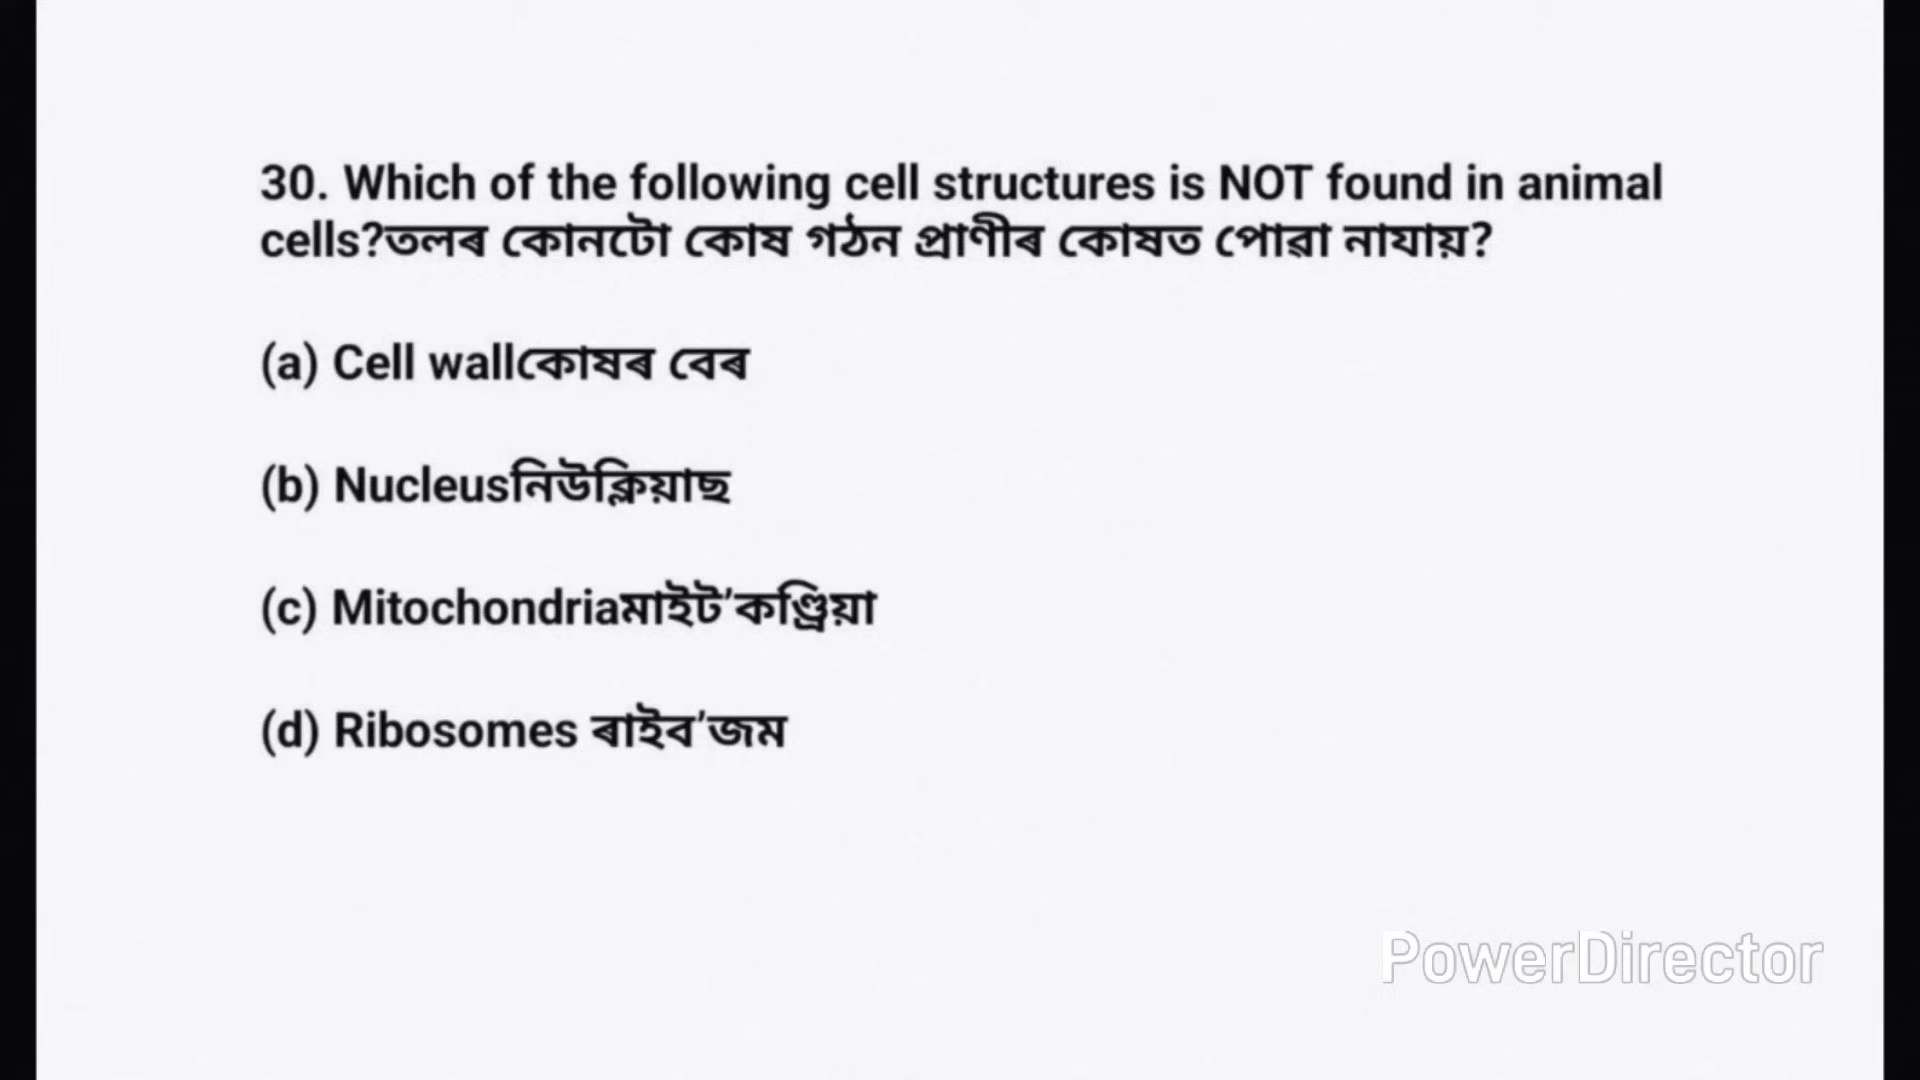 30. Which of the following cell structures is NOT found in animal
cells?তলৰ কোনটো কোষ গঠন প্ৰাণীৰ কোষত পোৱা নাযায়?
(a) Cell wallকোষৰ বেৰ
(b) Nucleusনিউক্লিয়াছ
(c) Mitochondriaমাইট’কণ্ড্ৰিয়া
(d) Ribosomes ৰাইব’জম
PowerDirector